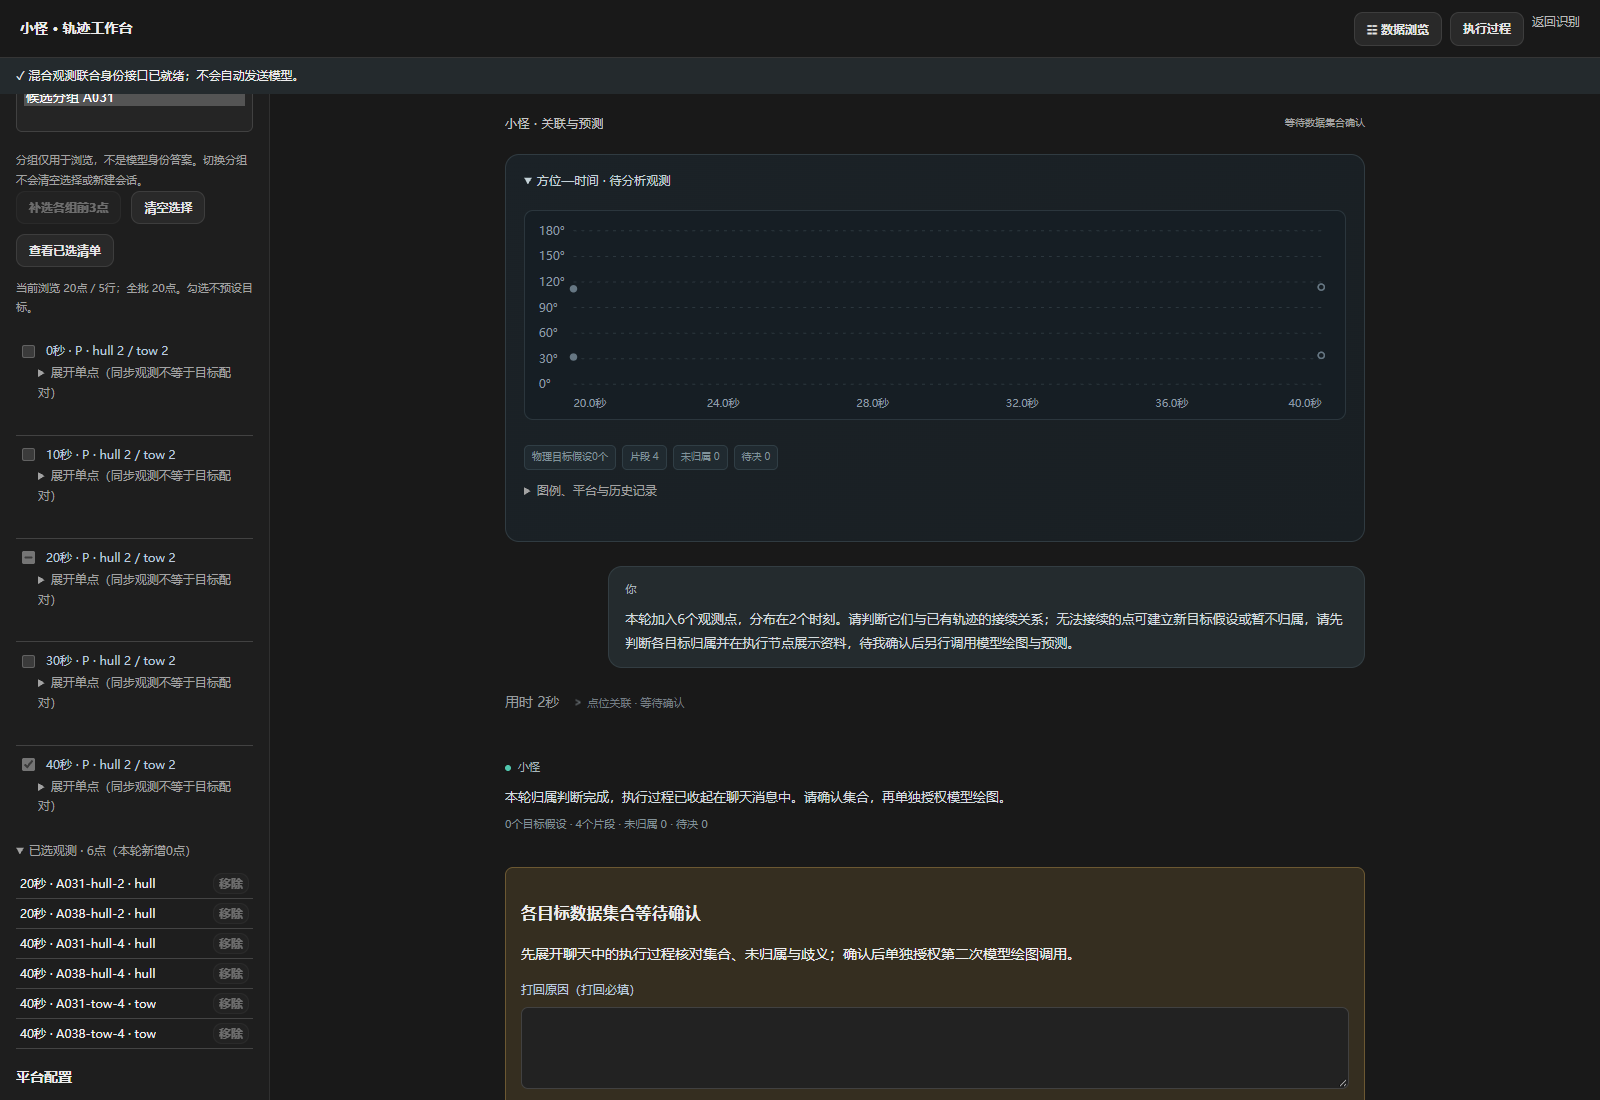 小怪 • 轨迹工作台
☵ 数据浏览
执行过程
返回识别
✓ 混合观测联合身份接口已就绪；不会自动发送模型。
候选分组 A031
分组仅用于浏览，不是模型身份答案。切换分组
不会清空选择或新建会话。
补选各组前3点
清空选择
查看已选清单
当前浏览 20点 / 5行；全批 20点。勾选不预设目
标。
0秒 · P · hull 2 / tow 2
▶ 展开单点（同步观测不等于目标配
对）
10秒 · P · hull 2 / tow 2
▶ 展开单点（同步观测不等于目标配
对）
20秒 · P · hull 2 / tow 2
▶ 展开单点（同步观测不等于目标配
对）
30秒 · P · hull 2 / tow 2
▶ 展开单点（同步观测不等于目标配
对）
40秒 · P · hull 2 / tow 2
▶ 展开单点（同步观测不等于目标配
对）
▼ 已选观测 · 6点（本轮新增0点）
20秒 · A031-hull-2 · hull 移除
20秒 · A038-hull-2 · hull 移除
40秒 · A031-hull-4 · hull 移除
40秒 · A038-hull-4 · hull 移除
40秒 · A031-tow-4 · tow 移除
40秒 · A038-tow-4 · tow 移除
平台配置
小怪 · 关联与预测
等待数据集合确认
▼ 方位—时间 · 待分析观测
180°
150°
120°
90°
60°
30°
0°
20.0秒 24.0秒 28.0秒 32.0秒 36.0秒 40.0秒
物理目标假设0个 片段 4 未归属 0 待决 0
▶ 图例、平台与历史记录
你
本轮加入6个观测点，分布在2个时刻。请判断它们与已有轨迹的接续关系；无法接续的点可建立新目标假设或暂不归属，请先
判断各目标归属并在执行节点展示资料，待我确认后另行调用模型绘图与预测。
用时 2秒 > 点位关联 · 等待确认
小怪
本轮归属判断完成，执行过程已收起在聊天消息中。请确认集合，再单独授权模型绘图。
0个目标假设 · 4个片段 · 未归属 0 · 待决 0
各目标数据集合等待确认
先展开聊天中的执行过程核对集合、未归属与歧义；确认后单独授权第二次模型绘图调用。
打回原因（打回必填）